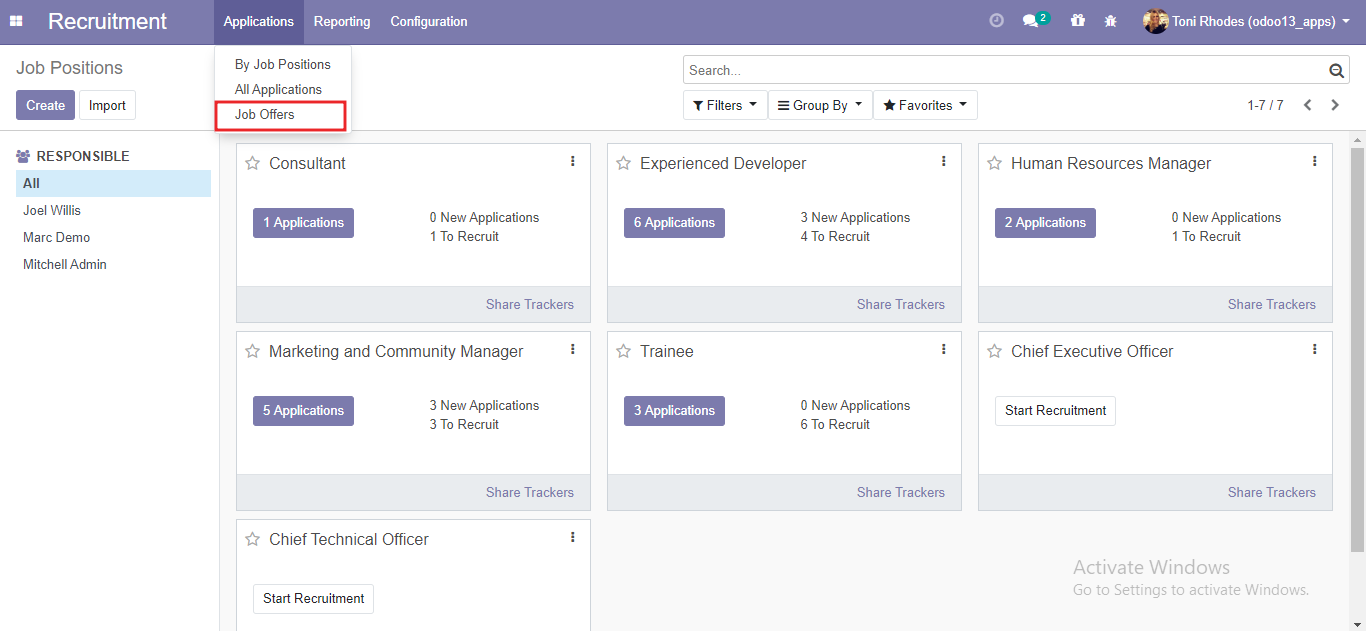 Recruitment
Applications
Reporting
Configuration
2
Toni Rhodes (odoo13_apps)
Job Positions
By Job Positions
All Applications
Job Offers
Search...
Create
Import
Filters
Group By
Favorites
1-7 / 7
RESPONSIBLE
All
Joel Willis
Marc Demo
Mitchell Admin
Consultant
1 Applications
0 New Applications
1 To Recruit
Share Trackers
Experienced Developer
6 Applications
3 New Applications
4 To Recruit
Share Trackers
Human Resources Manager
2 Applications
0 New Applications
1 To Recruit
Share Trackers
Marketing and Community Manager
5 Applications
3 New Applications
3 To Recruit
Share Trackers
Trainee
3 Applications
0 New Applications
6 To Recruit
Share Trackers
Chief Executive Officer
Start Recruitment
Share Trackers
Chief Technical Officer
Start Recruitment
Activate Windows
Go to Settings to activate Windows.